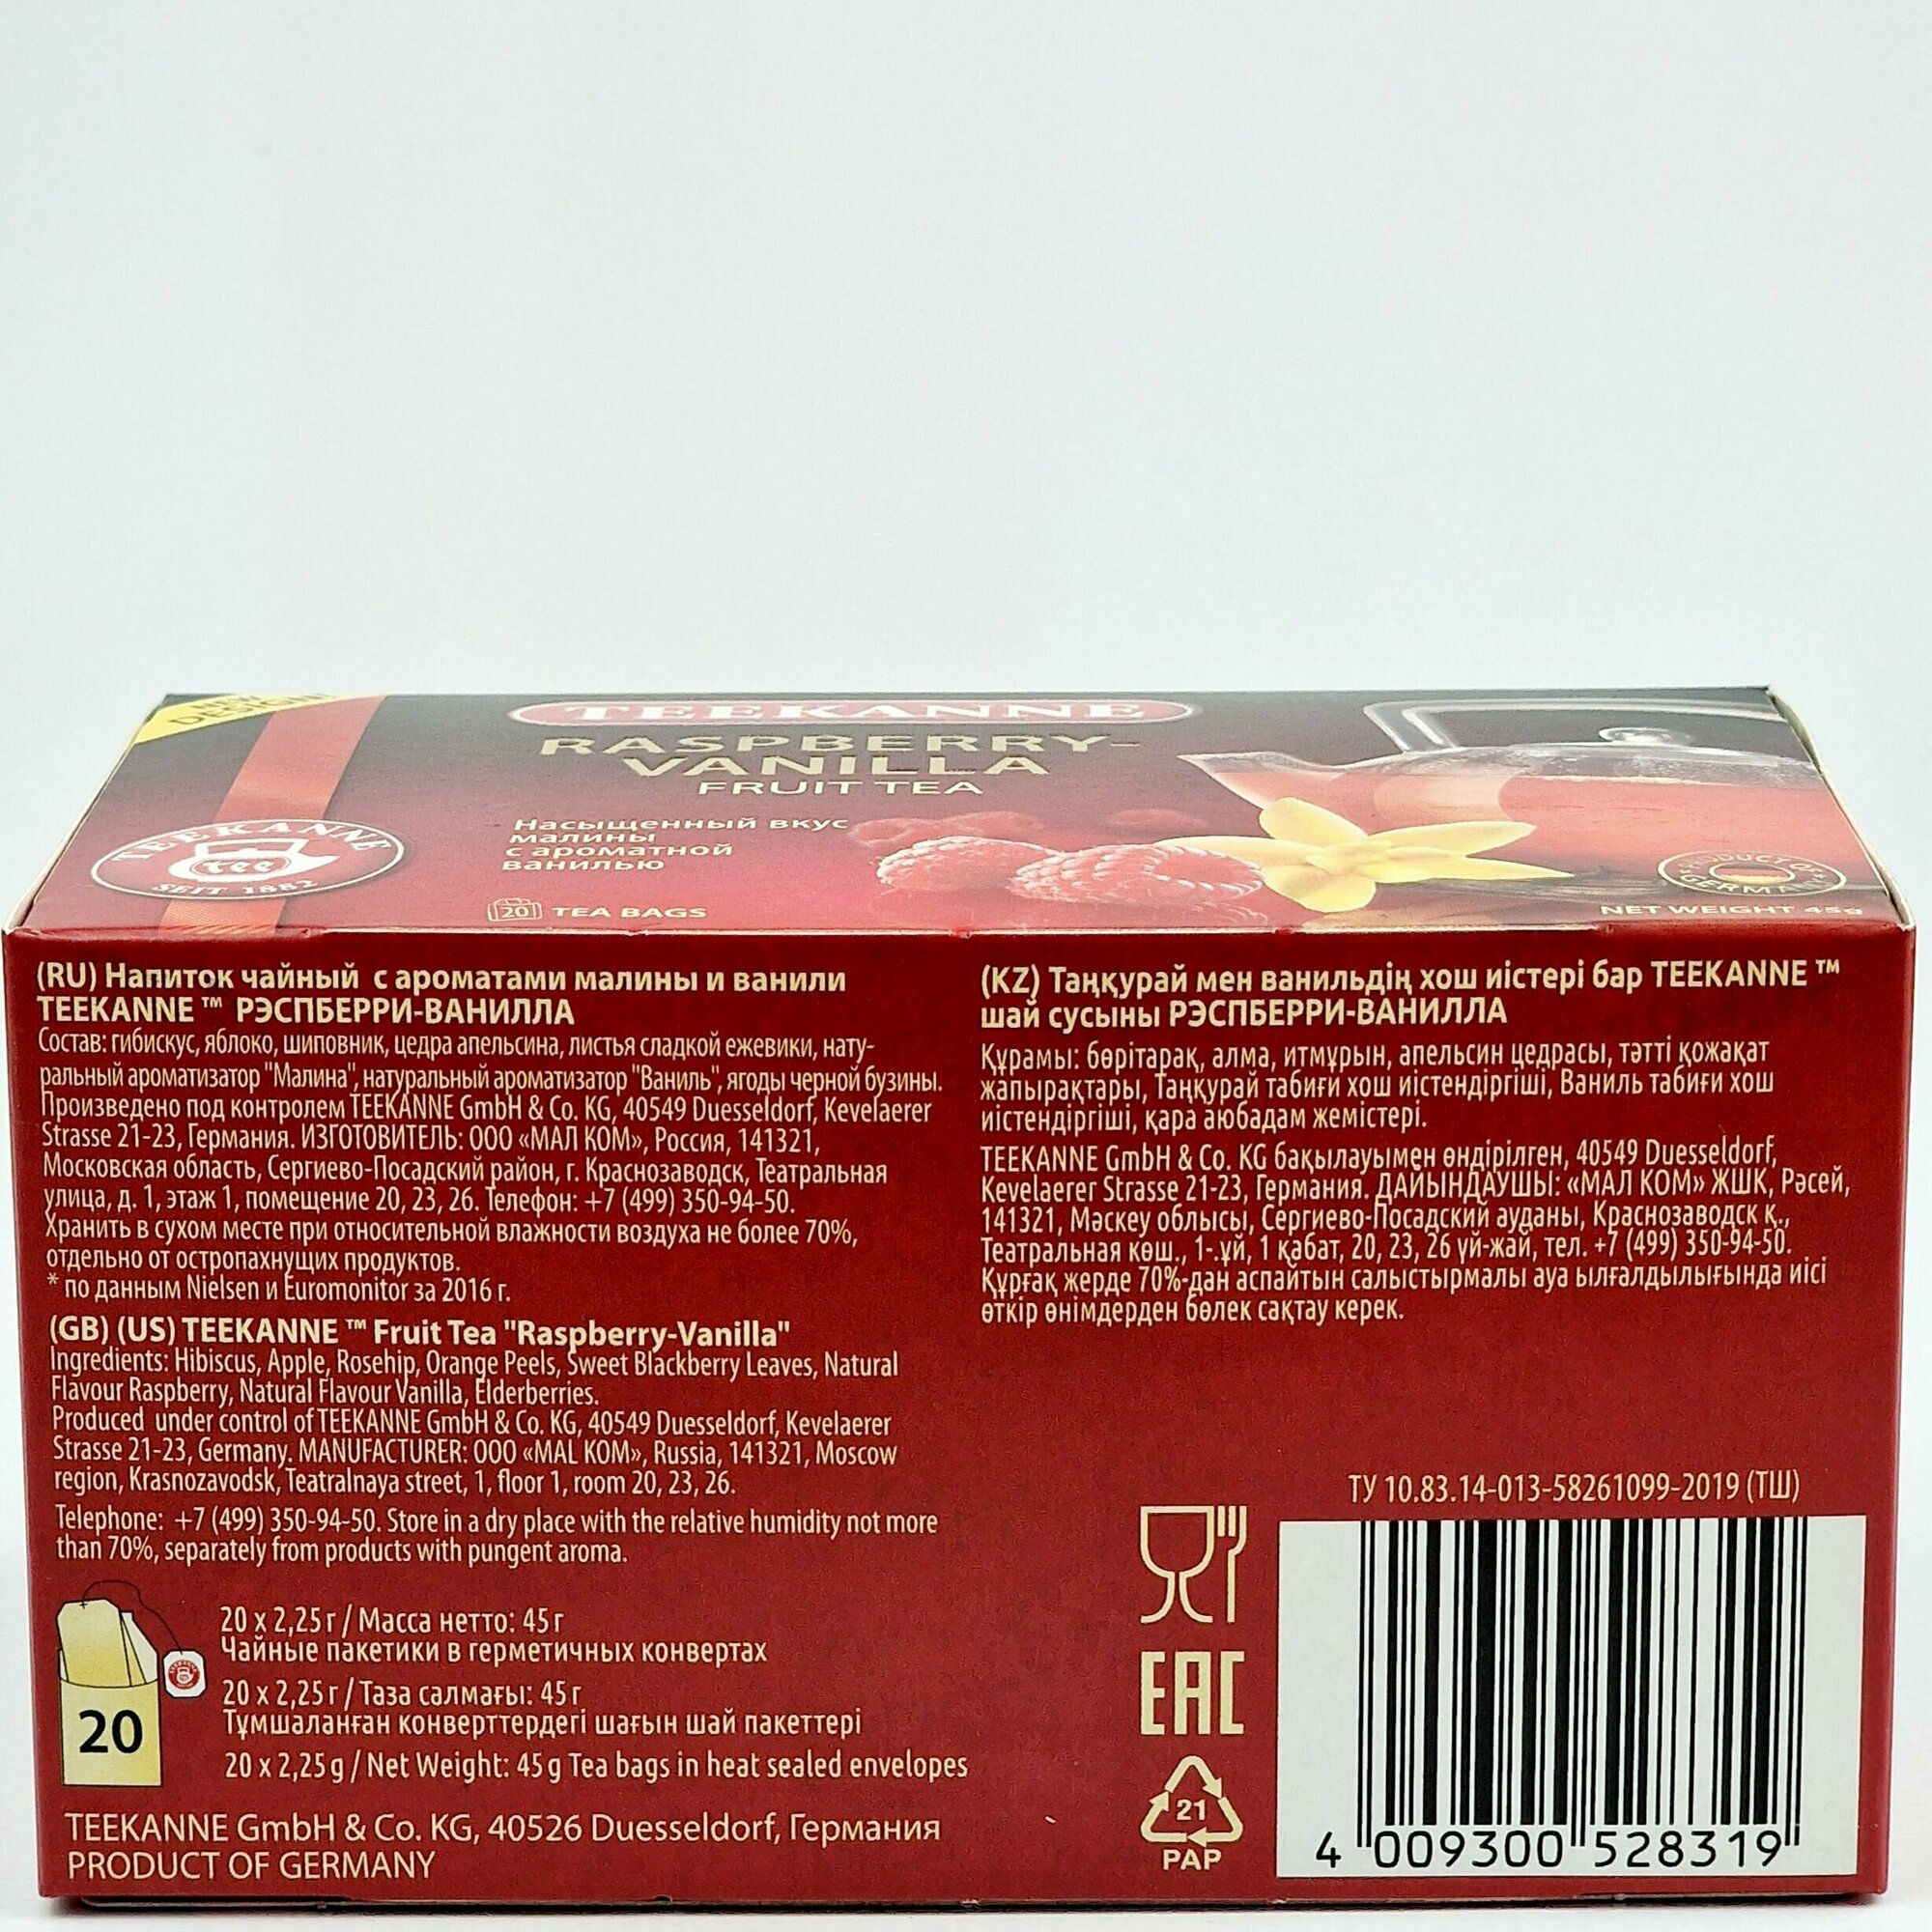 NEW
DESIGN!
TEEKANNE
RASPBERRY-
VANILLA
FRUIT TEA
Насыщенный вкус
малины
с ароматной
ванилью
TEEKANNE
Tee
SEIT 1882
20 TEA BAGS
PRODUCT OF
GERMANY
NET WEIGHT 45g
(RU) Напиток чайный с ароматами малины и ванили
TEEKANNE ™ РЭСПБЕРРИ-ВАНИЛЛА
Состав: гибискус, яблоко, шиповник, цедра апельсина, листья сладкой ежевики, нату-
ральный ароматизатор "Малина", натуральный ароматизатор "Ваниль", ягоды черной бузины.
Произведено под контролем TEEKANNE GmbH & Co. KG, 40549 Duesseldorf, Kevelaerer
Strasse 21-23, Германия. ИЗГОТОВИТЕЛЬ: ООО «МАЛ КОМ», Россия, 141321,
Московская область, Сергиево-Посадский район, г. Краснозаводск, Театральная
улица, д. 1, этаж 1, помещение 20, 23, 26. Телефон: +7 (499) 350-94-50.
Хранить в сухом месте при относительной влажности воздуха не более 70%,
отдельно от остропахнущих продуктов.
* по данным Nielsen и Euromonitor за 2016 г.
(GB) (US) TEEKANNE ™ Fruit Tea "Raspberry-Vanilla"
Ingredients: Hibiscus, Apple, Rosehip, Orange Peels, Sweet Blackberry Leaves, Natural
Flavour Raspberry, Natural Flavour Vanilla, Elderberries.
Produced under control of TEEKANNE GmbH & Co. KG, 40549 Duesseldorf, Kevelaerer
Strasse 21-23, Germany. MANUFACTURER: OOO «MAL KOM», Russia, 141321, Moscow
region, Krasnozavodsk, Teatralnaya street, 1, floor 1, room 20, 23, 26.
Telephone: +7 (499) 350-94-50. Store in a dry place with the relative humidity not more
than 70%, separately from products with pungent aroma.
20
20 x 2,25 г / Масса нетто: 45 г
Чайные пакетики в герметичных конвертах
20 x 2,25 г / Таза салмағы: 45 г
Тұмшаланған конверттердегі шағын шай пакеттері
20 x 2,25 g / Net Weight: 45 g Tea bags in heat sealed envelopes
TEEKANNE GmbH & Co. KG, 40526 Duesseldorf, Германия
PRODUCT OF GERMANY
(KZ) Таңқурай мен ванильдің хош иістері бар TEEKANNE ™
шай сусыны РЭСПБЕРРИ-ВАНИЛЛА
Құрамы: бөрітарақ, алма, итмұрын, апельсин цедрасы, тәтті қожақат
жапырақтары, Таңқурай табиғи хош иістендіргіші, Ваниль табиғи хош
иістендіргіші, қара аюбадам жемістері.
TEEKANNE GmbH & Co. KG бақылауымен өндірілген, 40549 Duesseldorf,
Kevelaerer Strasse 21-23, Германия. ДАЙЫНДАУШЫ: «МАЛ КОМ» ЖШК, Рәсей,
141321, Мәскеу облысы, Сергиево-Посадский ауданы, Краснозаводск қ.,
Театральная көш., 1-.ұй, 1 қабат, 20, 23, 26 үй-жай, тел. +7 (499) 350-94-50.
Құрғақ жерде 70%-дан аспайтын салыстырмалы ауа ылғалдылығында иісі
өткір өнімдерден бөлек сақтау керек.
ТУ 10.83.14-013-58261099-2019 (ТШ)
EAC
21
PAP
4 009300 528319